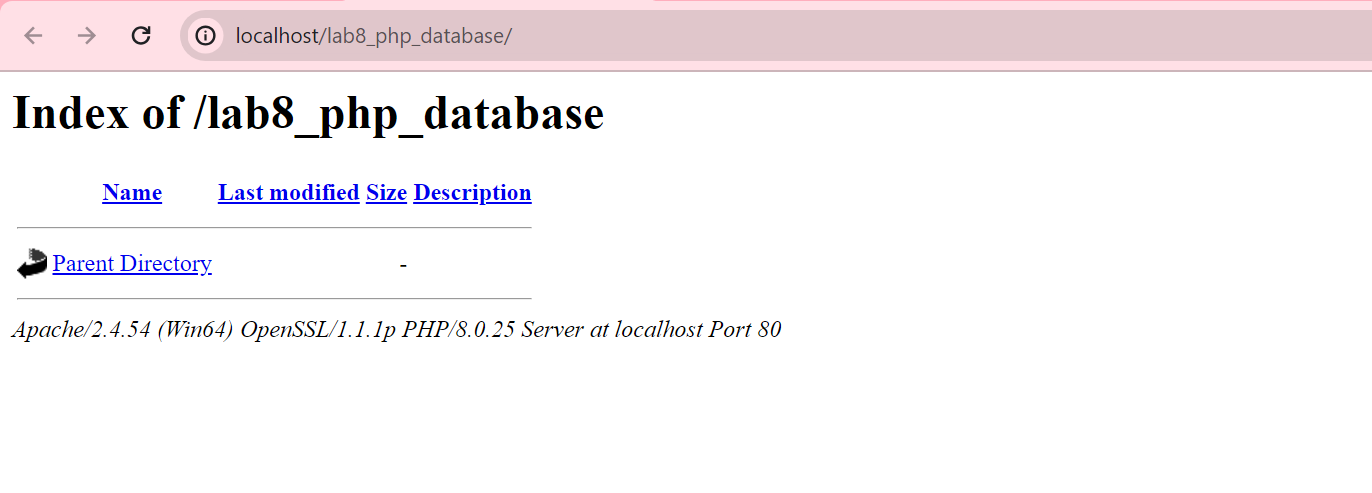 localhost/lab8_php_database/
Index of /lab8_php_database
Name Last modified Size Description
Parent Directory -
Apache/2.4.54 (Win64) OpenSSL/1.1.1p PHP/8.0.25 Server at localhost Port 80